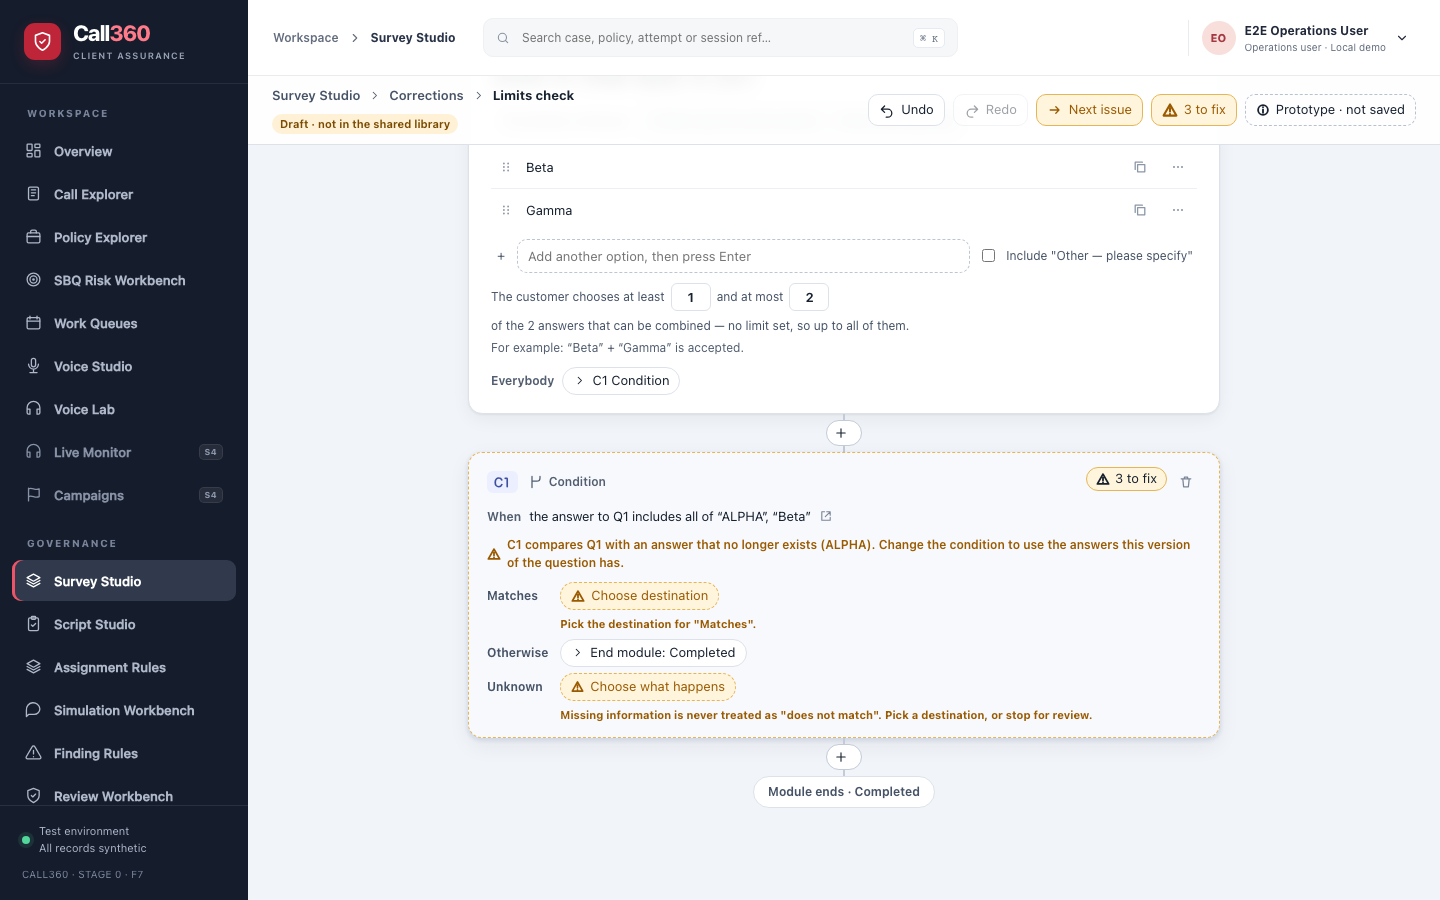 Call360
CLIENT ASSURANCE
WORKSPACE
Overview
Call Explorer
Policy Explorer
SBQ Risk Workbench
Work Queues
Voice Studio
Voice Lab
Live Monitor S4
Campaigns S4
GOVERNANCE
Survey Studio
Script Studio
Assignment Rules
Simulation Workbench
Finding Rules
Review Workbench
Test environment
All records synthetic
CALL360 · STAGE 0 · F7
Workspace > Survey Studio
Search case, policy, attempt or session ref...
⌘ K
EO
E2E Operations User
Operations user · Local demo
Survey Studio > Corrections > Limits check
Draft · not in the shared library
Undo
Redo
Next issue
3 to fix
Prototype · not saved
Beta
Gamma
+ Add another option, then press Enter
Include "Other — please specify"
The customer chooses at least 1 and at most 2
of the 2 answers that can be combined — no limit set, so up to all of them.
For example: “Beta” + “Gamma” is accepted.
Everybody > C1 Condition
+
C1 Condition
3 to fix
When the answer to Q1 includes all of “ALPHA”, “Beta”
C1 compares Q1 with an answer that no longer exists (ALPHA). Change the condition to use the answers this version
of the question has.
Matches Choose destination
Pick the destination for "Matches".
Otherwise > End module: Completed
Unknown Choose what happens
Missing information is never treated as "does not match". Pick a destination, or stop for review.
+
Module ends · Completed